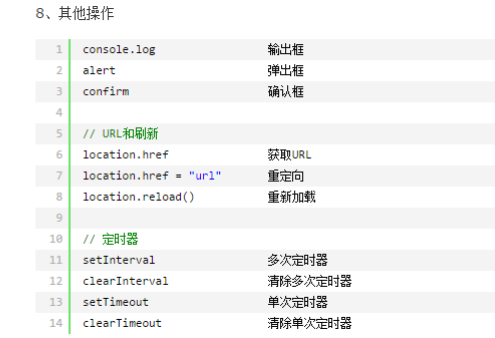 8、其他操作
1 console.log 输出框
2 alert 弹出框
3 confirm 确认框
4
5 // URL和刷新
6 location.href 获取URL
7 location.href = "url" 重定向
8 location.reload() 重新加载
9
10 // 定时器
11 setInterval 多次定时器
12 clearInterval 清除多次定时器
13 setTimeout 单次定时器
14 clearTimeout 清除单次定时器